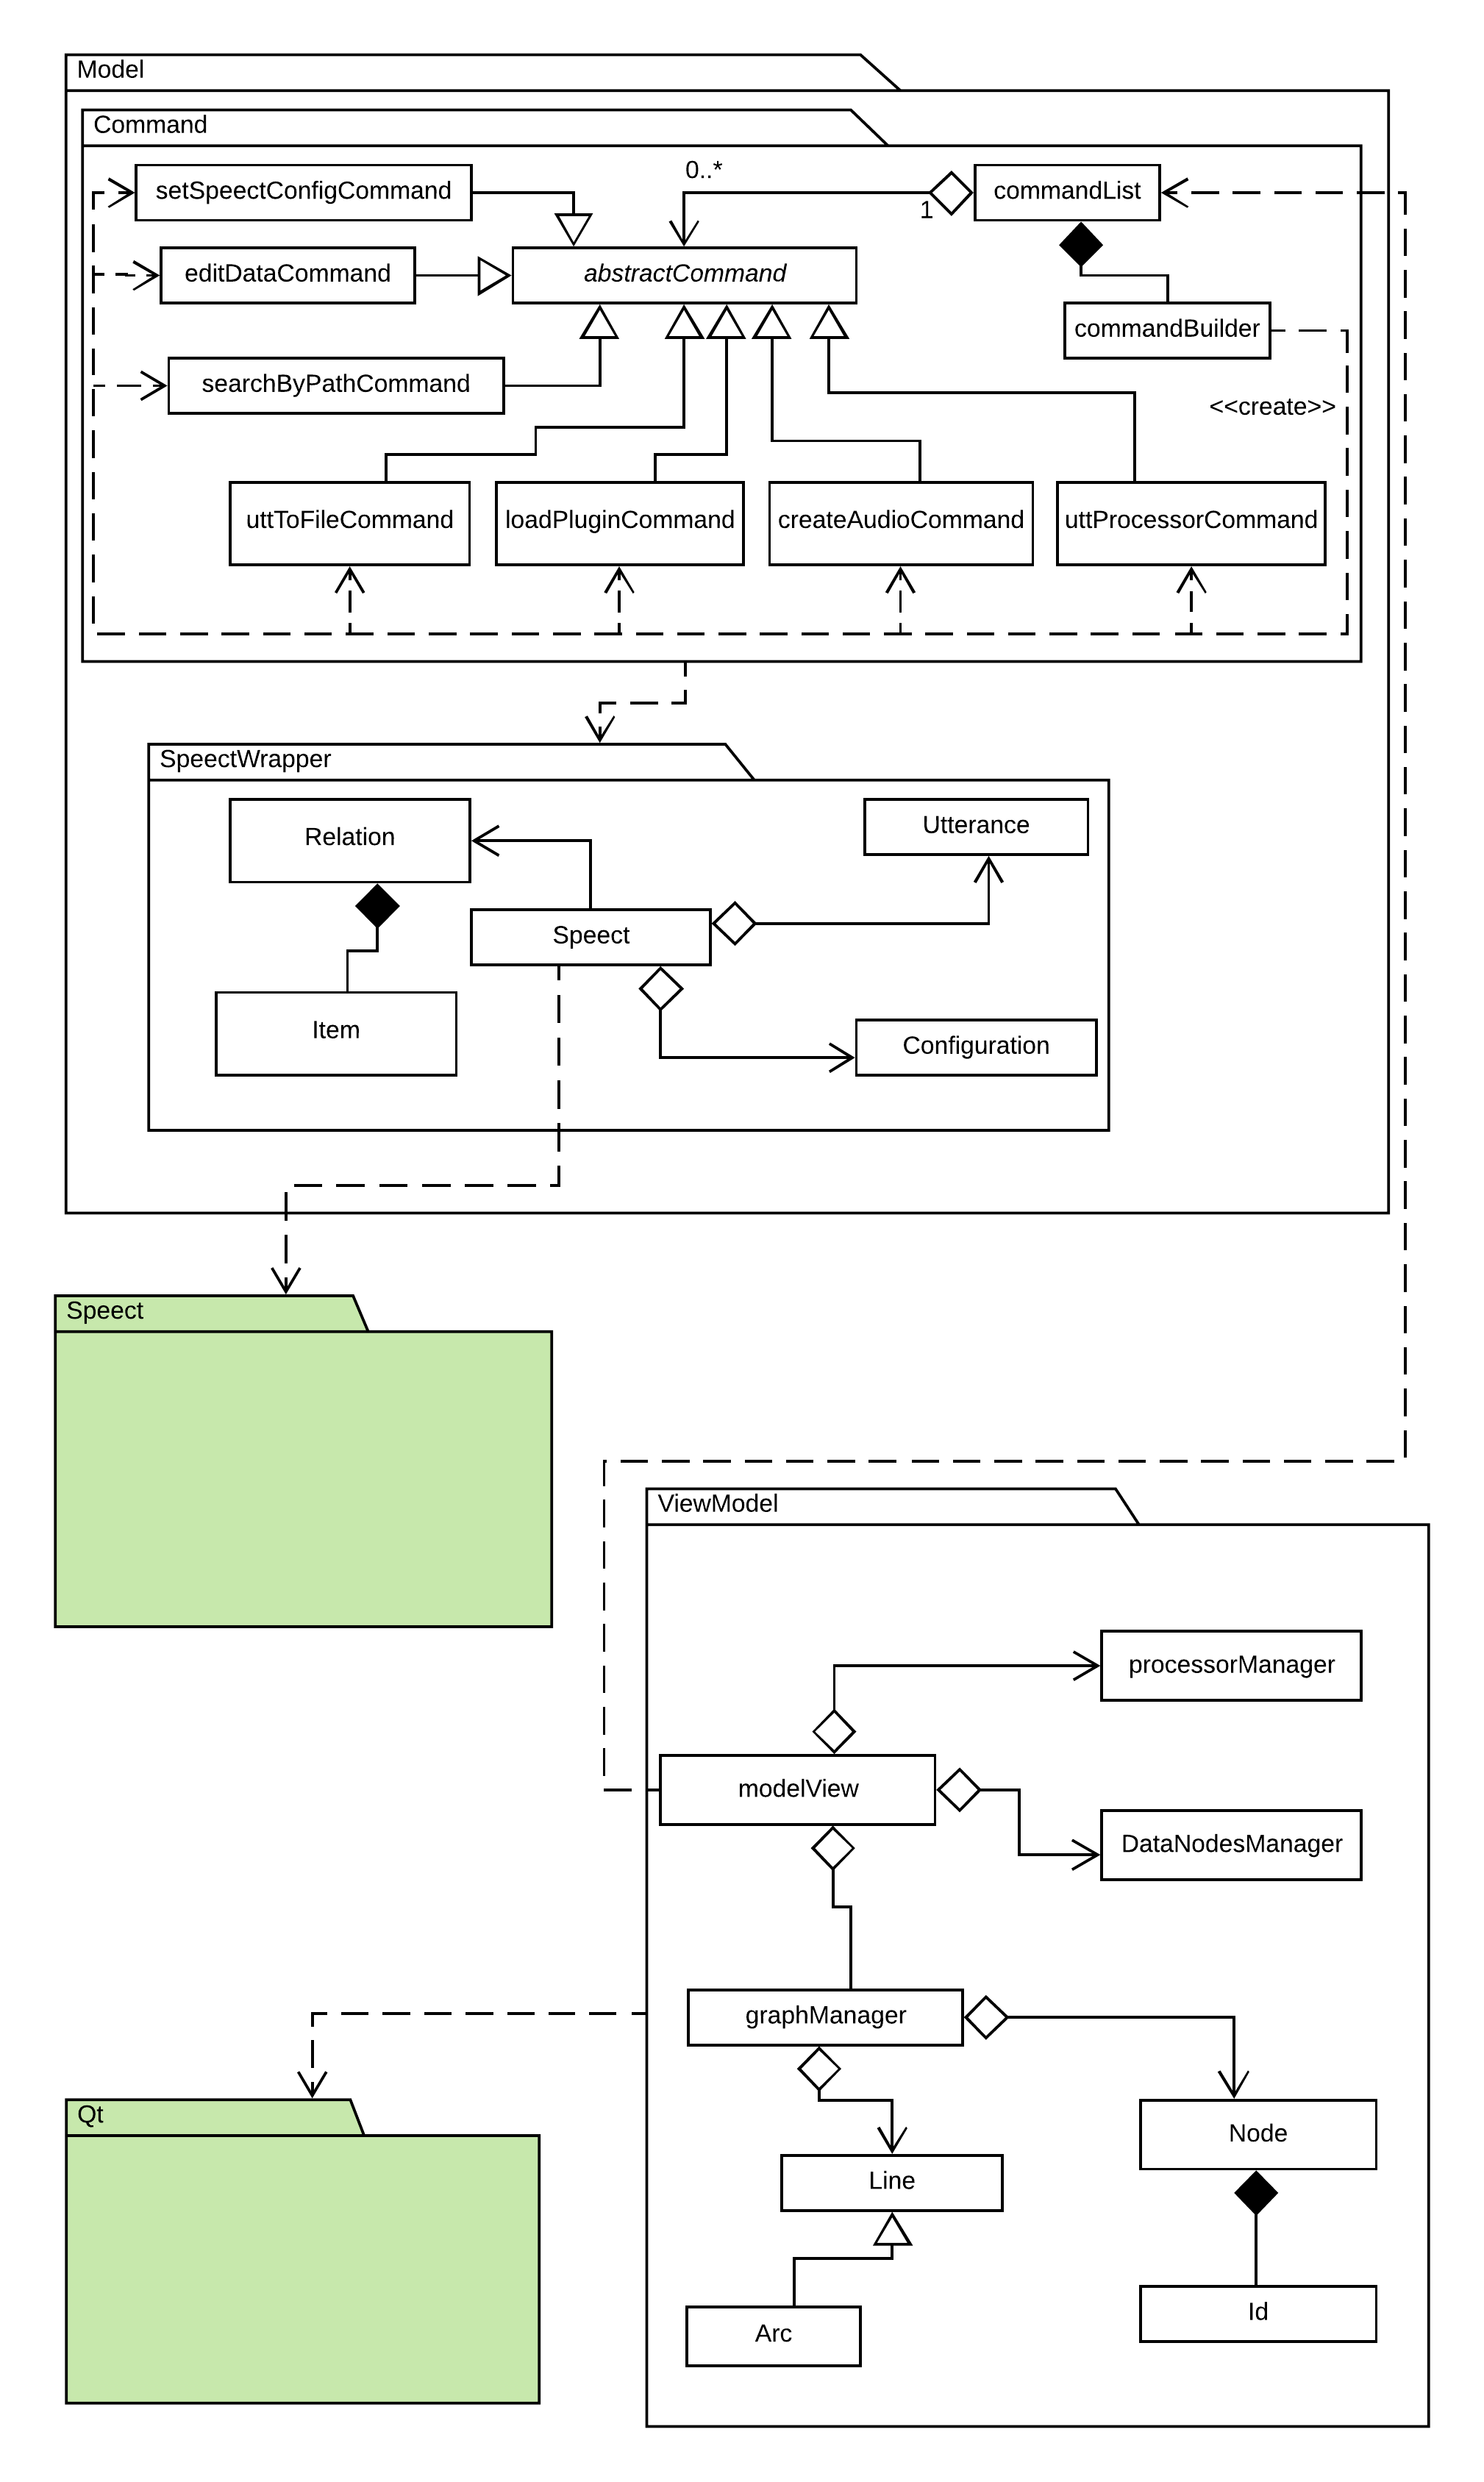 Model
Command
0..*
setSpeectConfigCommand
commandList
1
editDataCommand
abstractCommand
commandBuilder
searchByPathCommand
<<create>>
uttToFileCommand
loadPluginCommand
createAudioCommand
uttProcessorCommand
SpeectWrapper
Relation
Utterance
Speect
Item
Configuration
Speect
ViewModel
processorManager
modelView
DataNodesManager
graphManager
Qt
Node
Line
Id
Arc